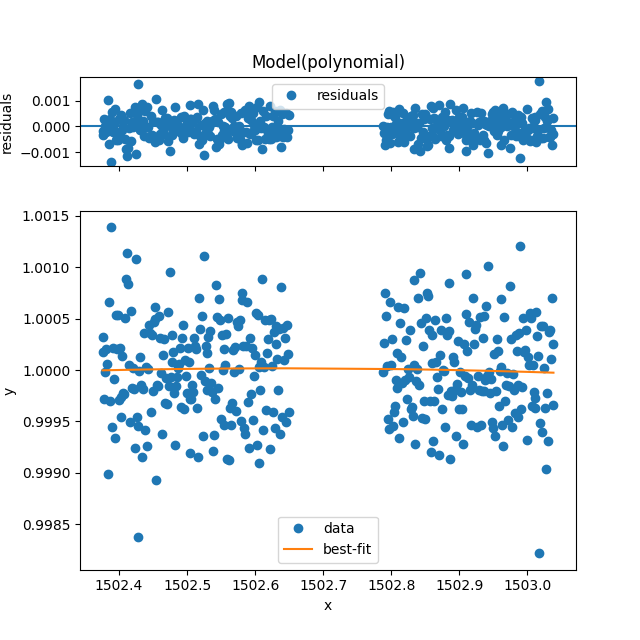 Model(polynomial)
residuals
0.001
0.000
−0.001
residuals
1.0015
1.0010
1.0005
1.0000
0.9995
0.9990
0.9985
y
data
best-fit
1502.4 1502.5 1502.6 1502.7 1502.8 1502.9 1503.0
x